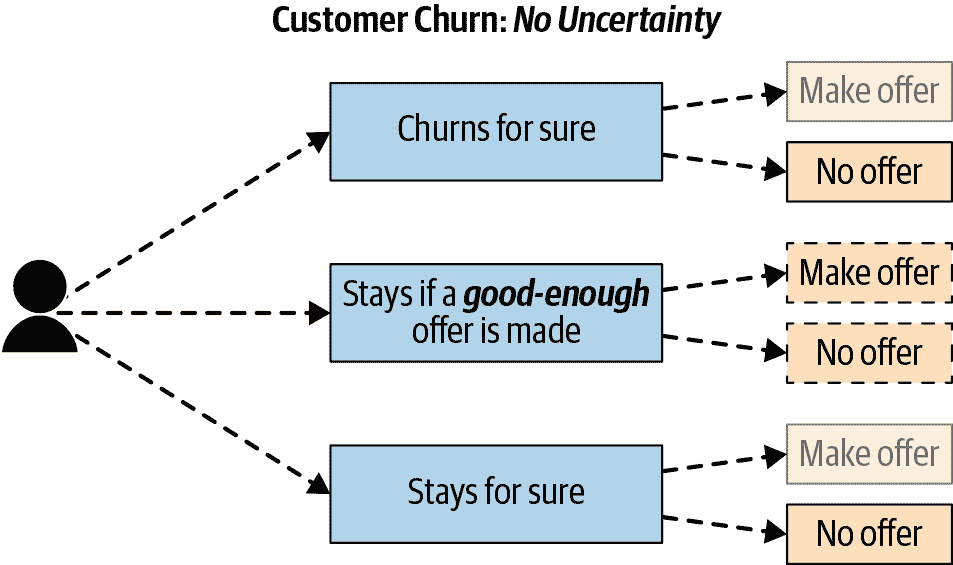 Customer Churn: No Uncertainty
Churns for sure
Make offer
No offer
Stays if a good-enough
offer is made
Make offer
No offer
Stays for sure
Make offer
No offer